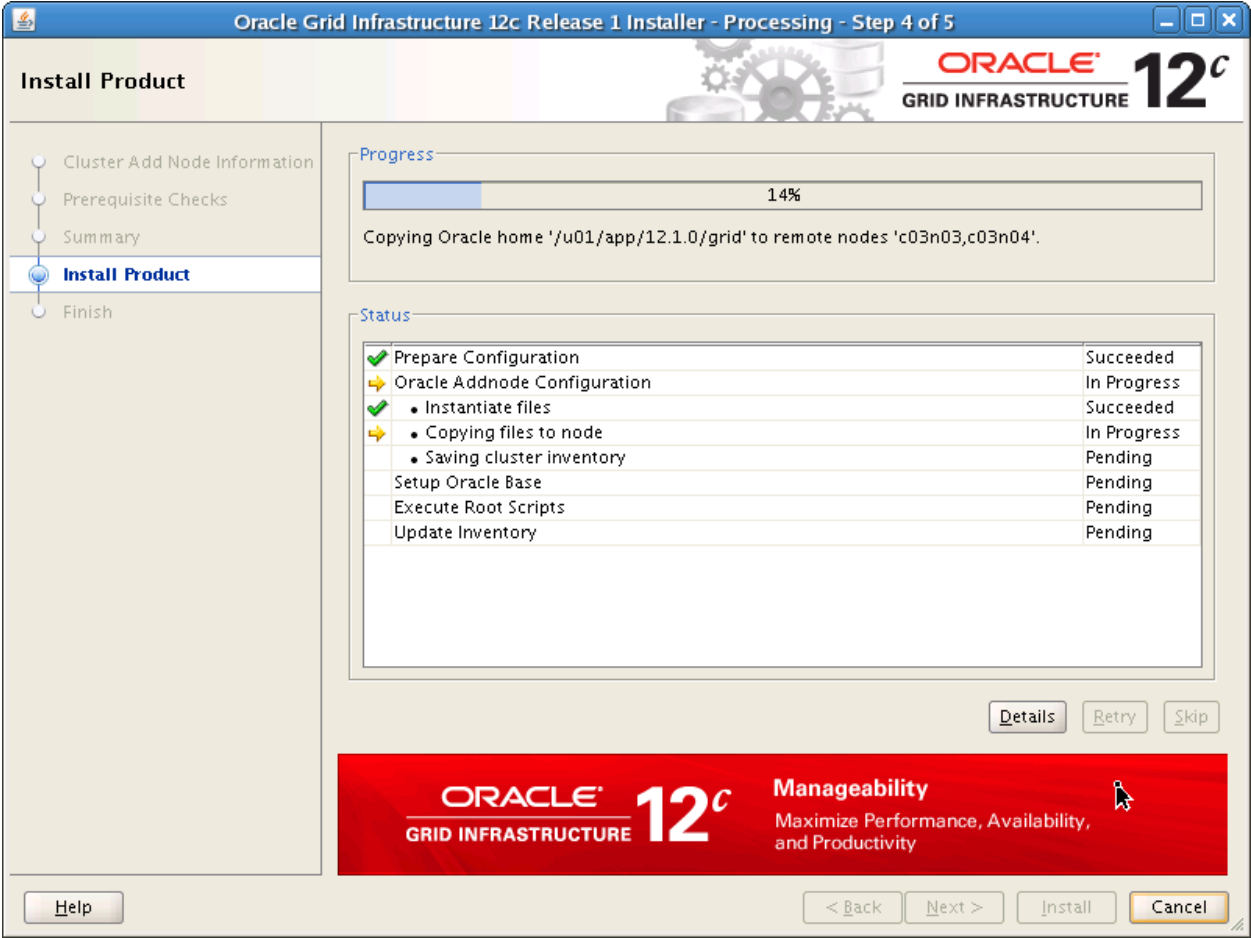 Oracle Grid Infrastructure 12c Release 1 Installer - Processing - Step 4 of 5
Install Product
ORACLE
GRID INFRASTRUCTURE
12c
Cluster Add Node Information
Prerequisite Checks
Summary
Install Product
Finish
Progress
14%
Copying Oracle home '/u01/app/12.1.0/grid' to remote nodes 'c03n03,c03n04'.
Status
Prepare Configuration Succeeded
Oracle Addnode Configuration In Progress
• Instantiate files Succeeded
• Copying files to node In Progress
• Saving cluster inventory Pending
Setup Oracle Base Pending
Execute Root Scripts Pending
Update Inventory Pending
Details Retry Skip
ORACLE
GRID INFRASTRUCTURE
12c
Manageability
Maximize Performance, Availability,
and Productivity
Help < Back Next > Install Cancel